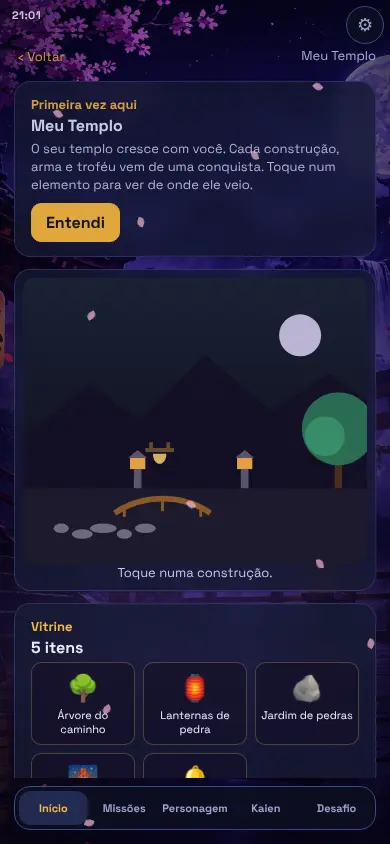 21:01
‹ Voltar
Meu Templo
Primeira vez aqui
Meu Templo
O seu templo cresce com você. Cada construção,
arma e troféu vem de uma conquista. Toque num
elemento para ver de onde ele veio.
Entendi
Toque numa construção.
Vitrine
5 itens
Árvore do
caminho
Lanternas de
pedra
Jardim de pedras
Início
Missões
Personagem
Kaien
Desafio